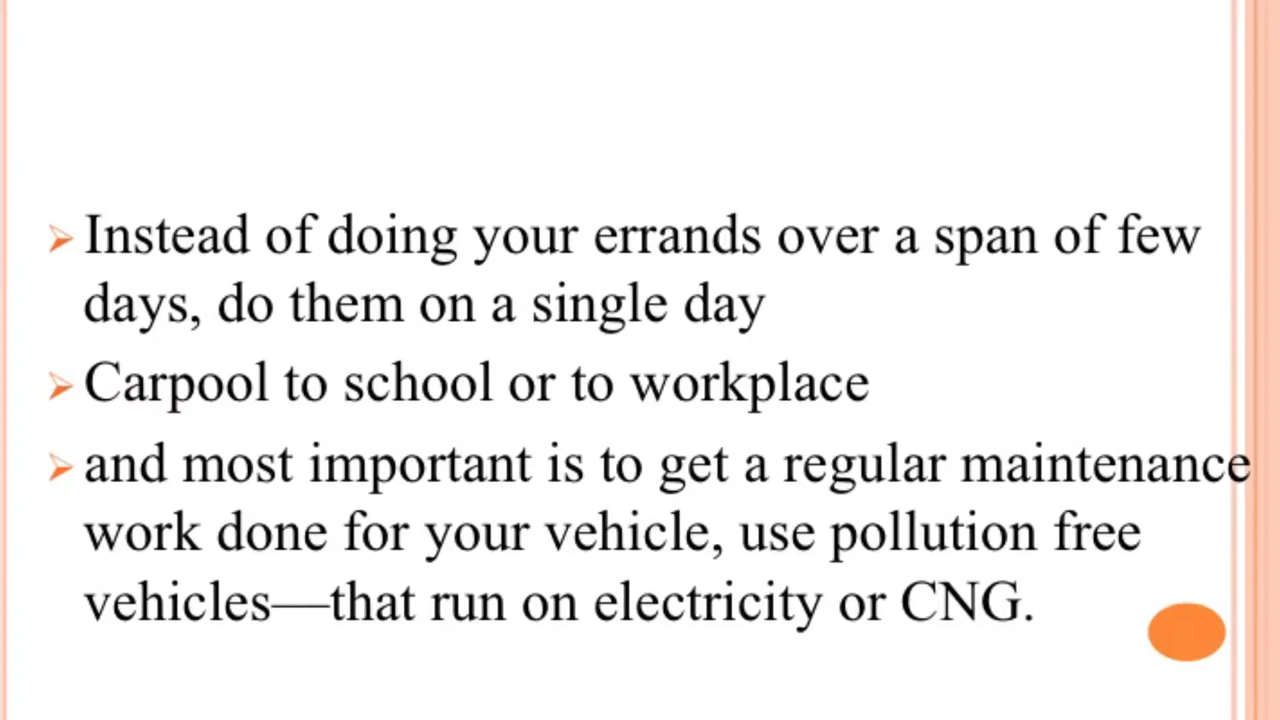 Instead of doing your errands over a span of few
days, do them on a single day
Carpool to school or to workplace
and most important is to get a regular maintenance
work done for your vehicle, use pollution free
vehicles—that run on electricity or CNG.